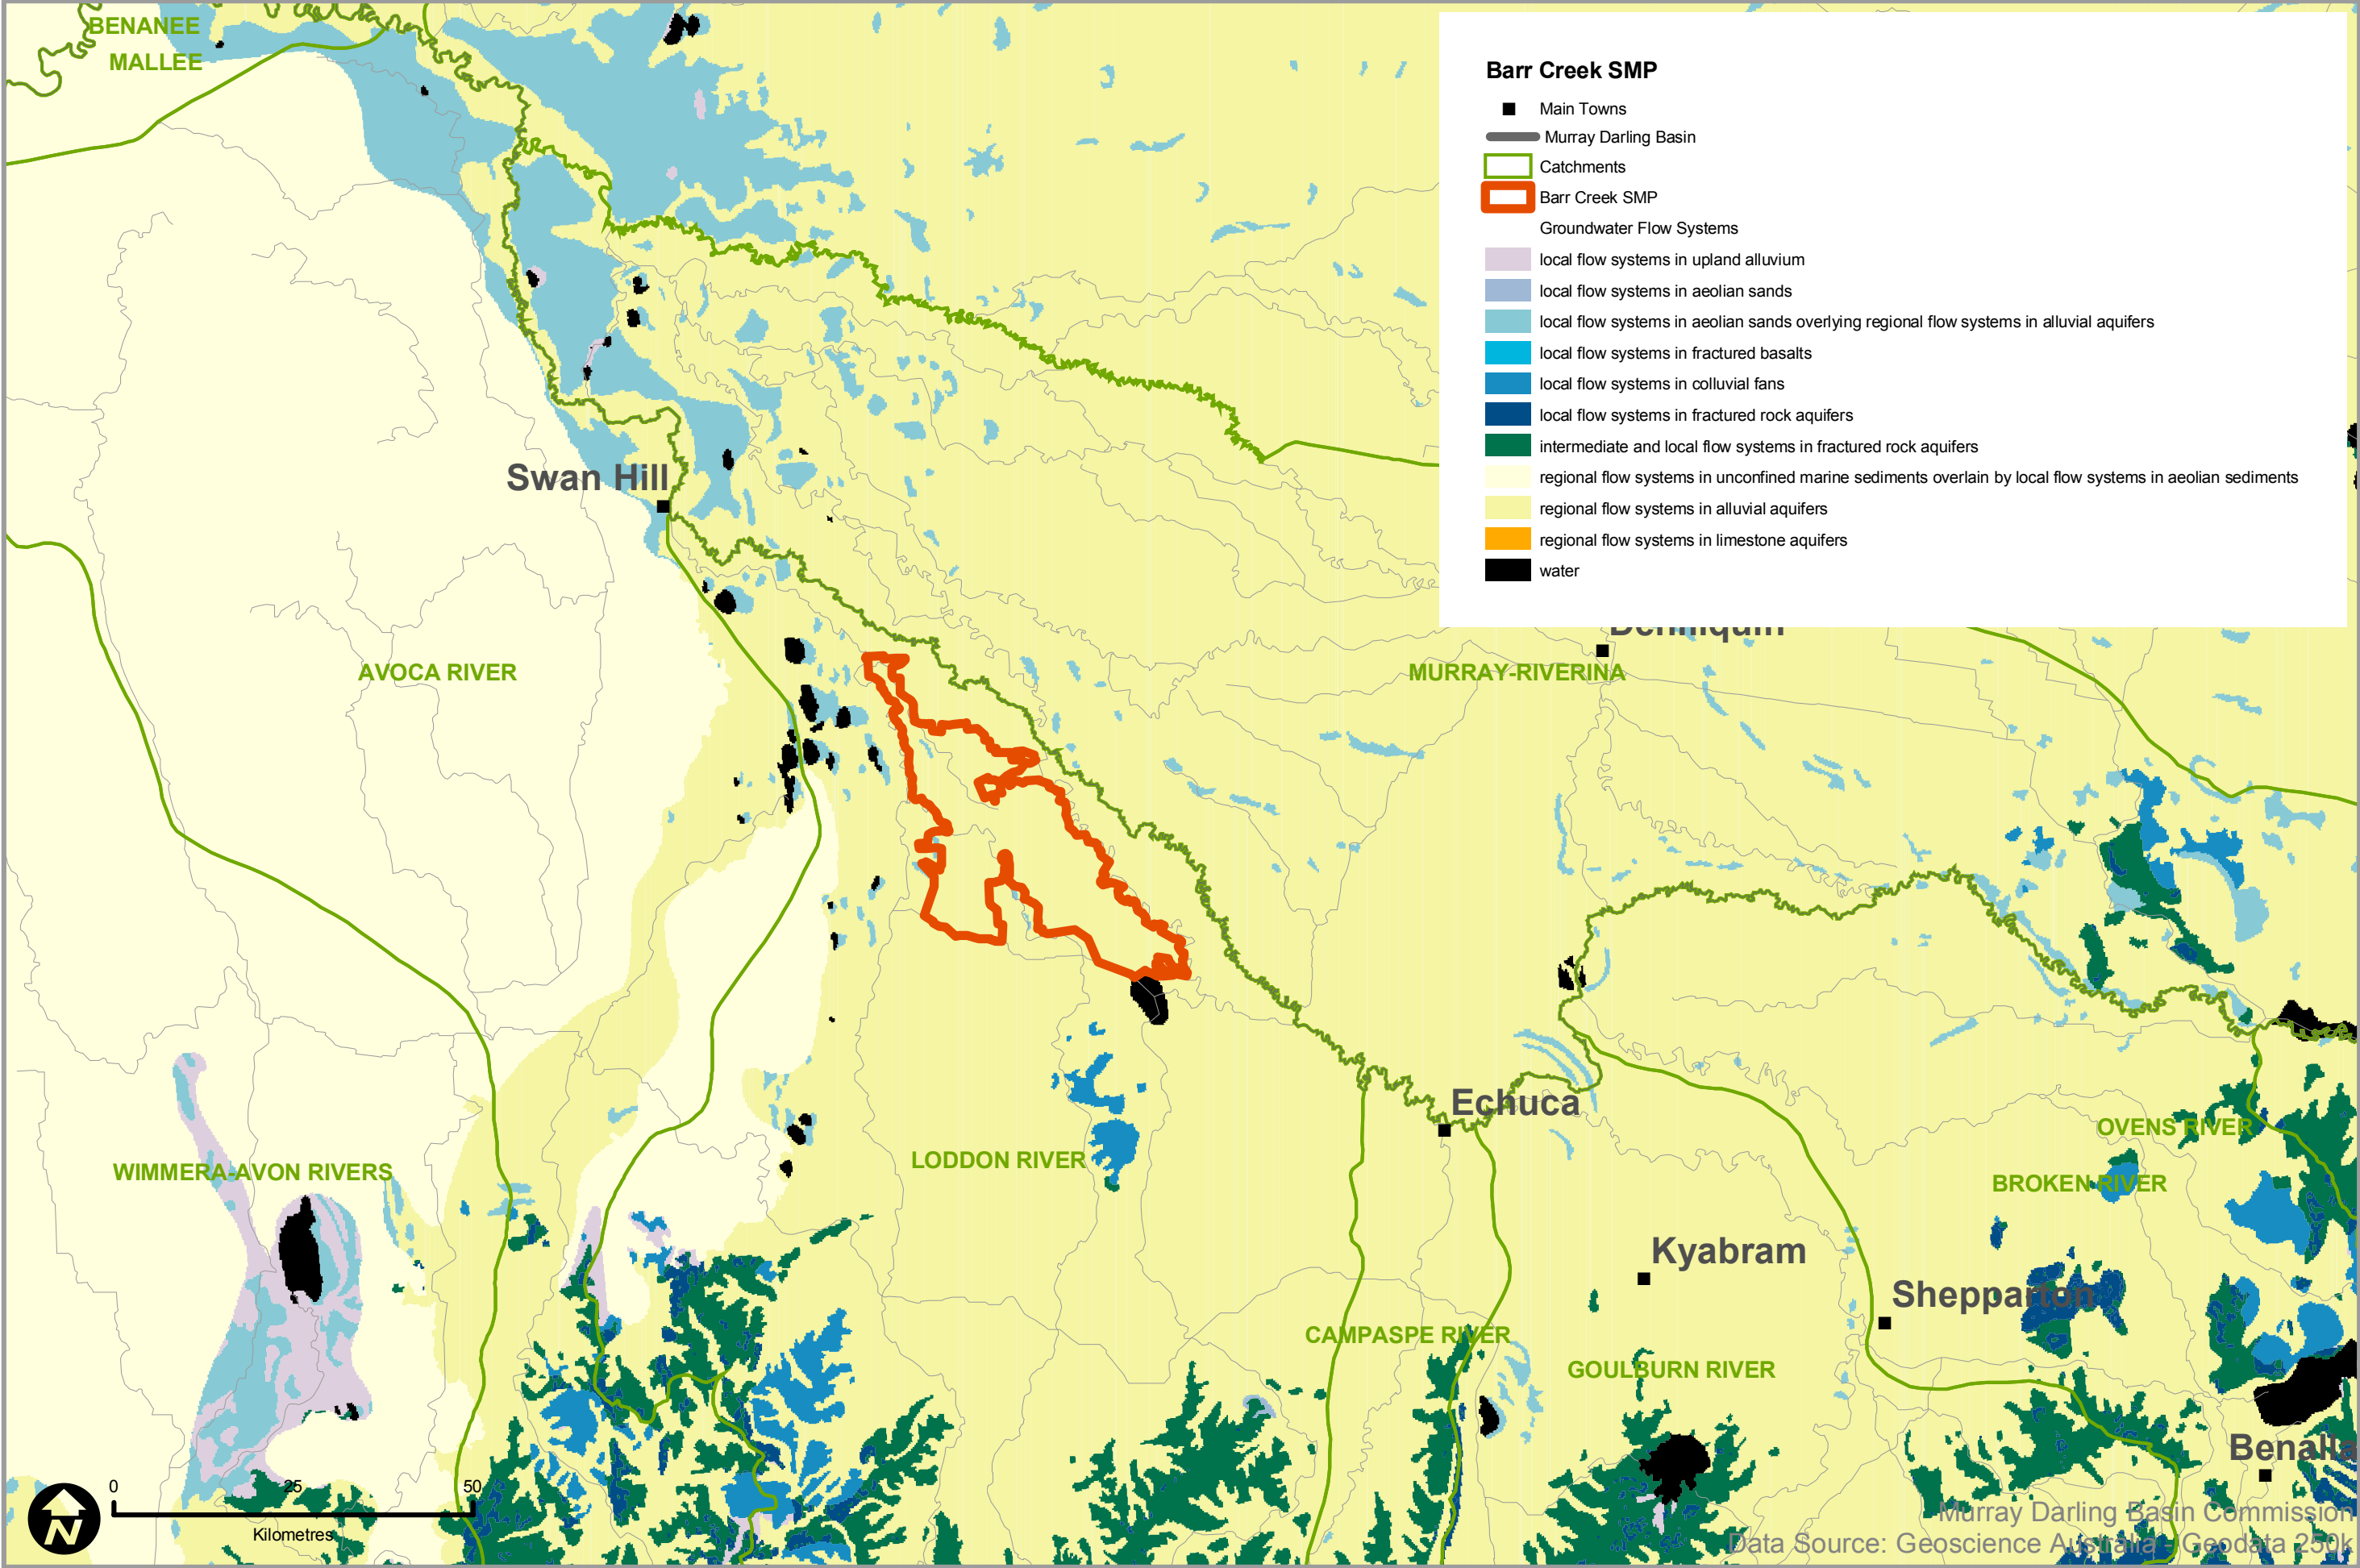 BENANEE
MALLEE
Barr Creek SMP
Main Towns
Murray Darling Basin
Catchments
Barr Creek SMP
Groundwater Flow Systems
local flow systems in upland alluvium
local flow systems in aeolian sands
local flow systems in aeolian sands overlying regional flow systems in alluvial aquifers
local flow systems in fractured basalts
local flow systems in colluvial fans
local flow systems in fractured rock aquifers
intermediate and local flow systems in fractured rock aquifers
regional flow systems in unconfined marine sediments overlain by local flow systems in aeolian sediments
regional flow systems in alluvial aquifers
regional flow systems in limestone aquifers
water
Swan Hill
Deniliquin
AVOCA RIVER
MURRAY-RIVERINA
Echuca
OVENS RIVER
LODDON RIVER
WIMMERA-AVON RIVERS
BROKEN RIVER
Kyabram
Shepparton
CAMPASPE RIVER
GOULBURN RIVER
Benalla
0 25 50
Kilometres
N
Murray Darling Basin Commission
Data Source: Geoscience Australia - Geodata 250k